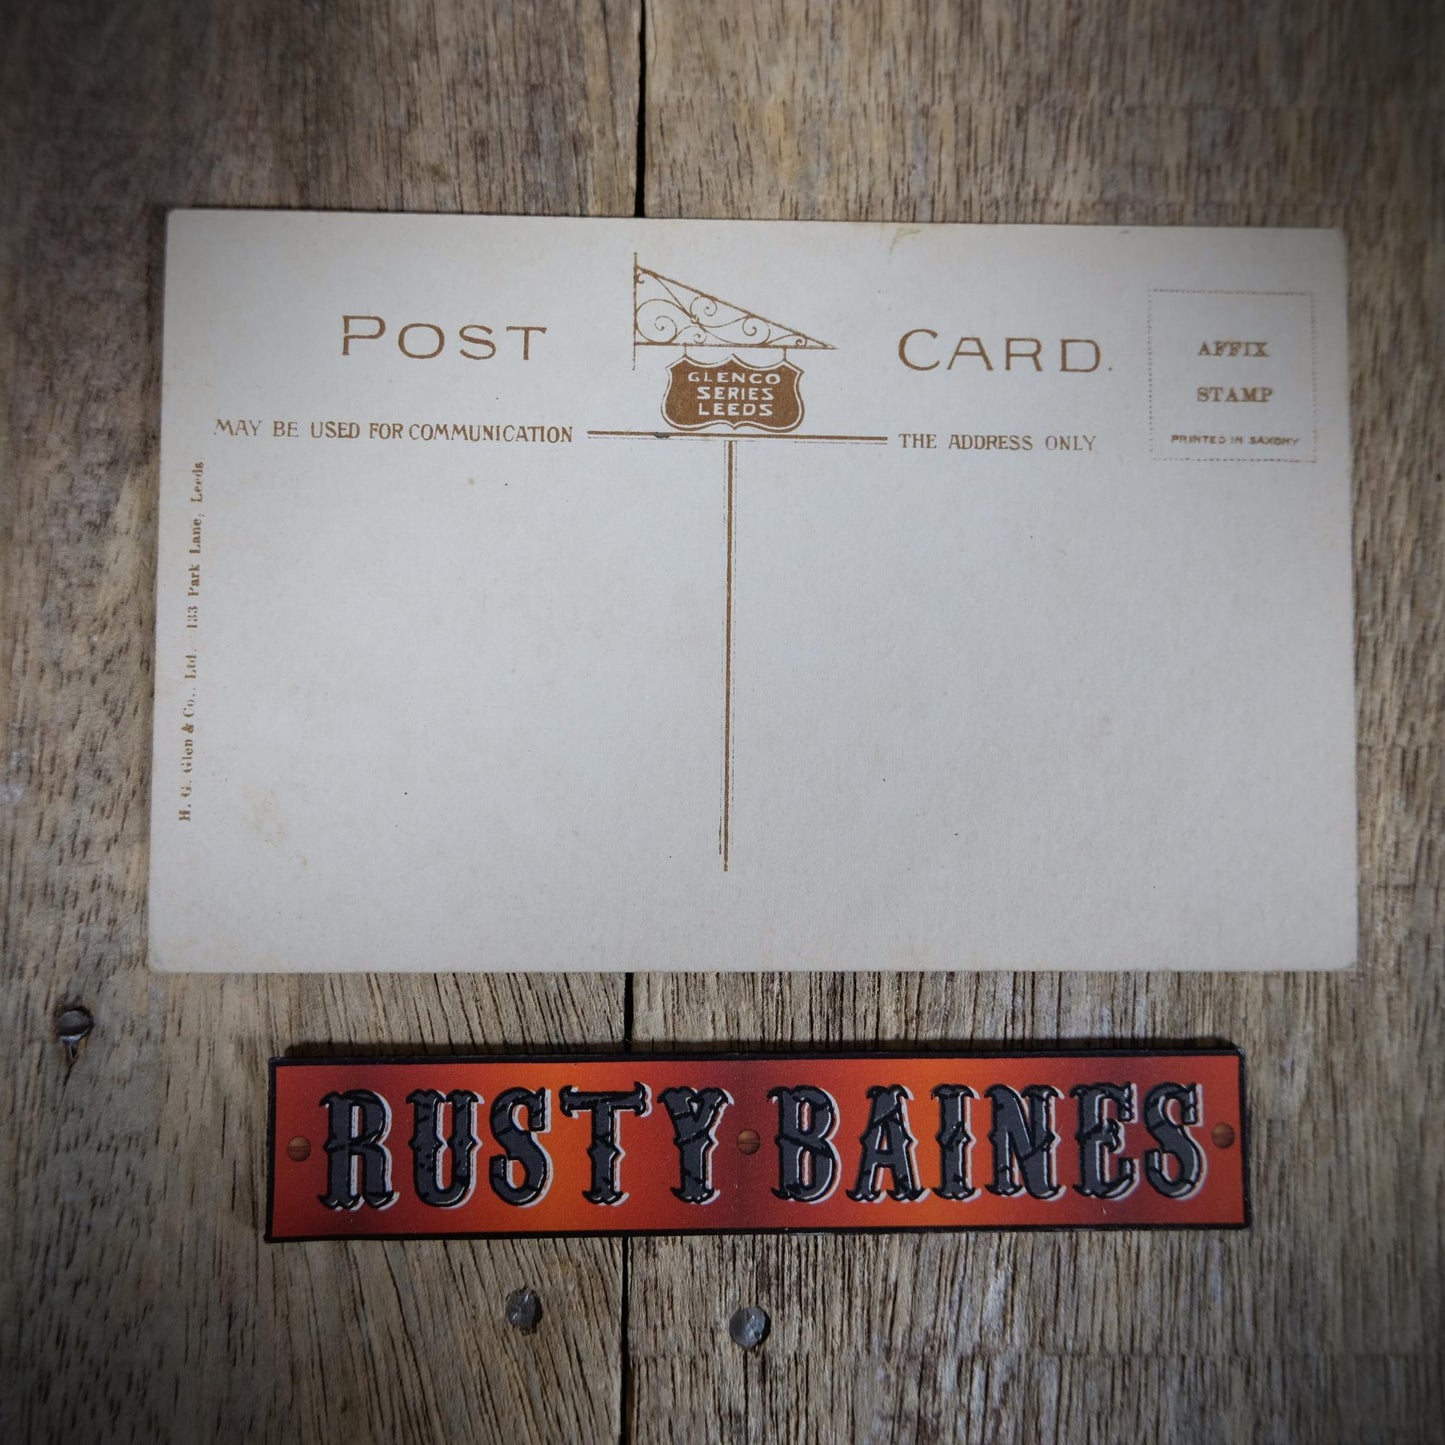 POST CARD.
GLENCO
SERIES
LEEDS
AFFIX
STAMP
PRINTED IN SAXONY
MAY BE USED FOR COMMUNICATION
THE ADDRESS ONLY
H. G. Glen & Co., Ltd. 133 Park Lane, Leeds
RUSTY BAINES